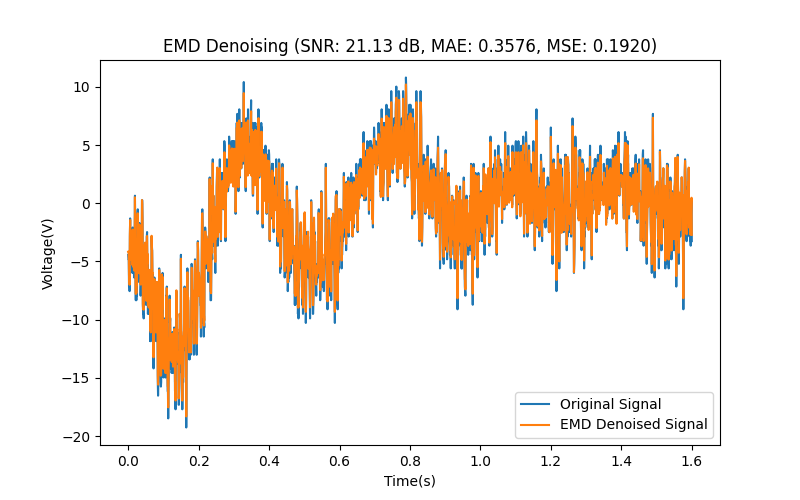 EMD Denoising (SNR: 21.13 dB, MAE: 0.3576, MSE: 0.1920)
10
5
0
−5
−10
−15
−20
Voltage(V)
Original Signal
EMD Denoised Signal
0.0 0.2 0.4 0.6 0.8 1.0 1.2 1.4 1.6
Time(s)